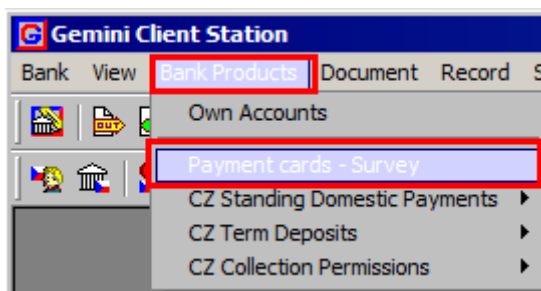 Gemini Client Station
Bank View Bank Products Document Record S
Own Accounts
OUT
Payment cards - Survey
CZ Standing Domestic Payments
CZ Term Deposits
CZ Collection Permissions